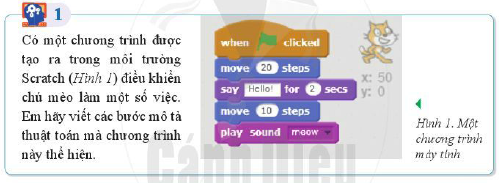 1
Có một chương trình được
tạo ra trong môi trường
Scratch (Hình 1) điều khiển
chú mèo làm một số việc.
Em hãy viết các bước mô tả
thuật toán mà chương trình
này thể hiện.
when clicked
move 20 steps
say Hello! for 2 secs
move 10 steps
play sound meow
x: 50
y: 0
Hình 1. Một
chương trình
máy tính
Cánh Diều